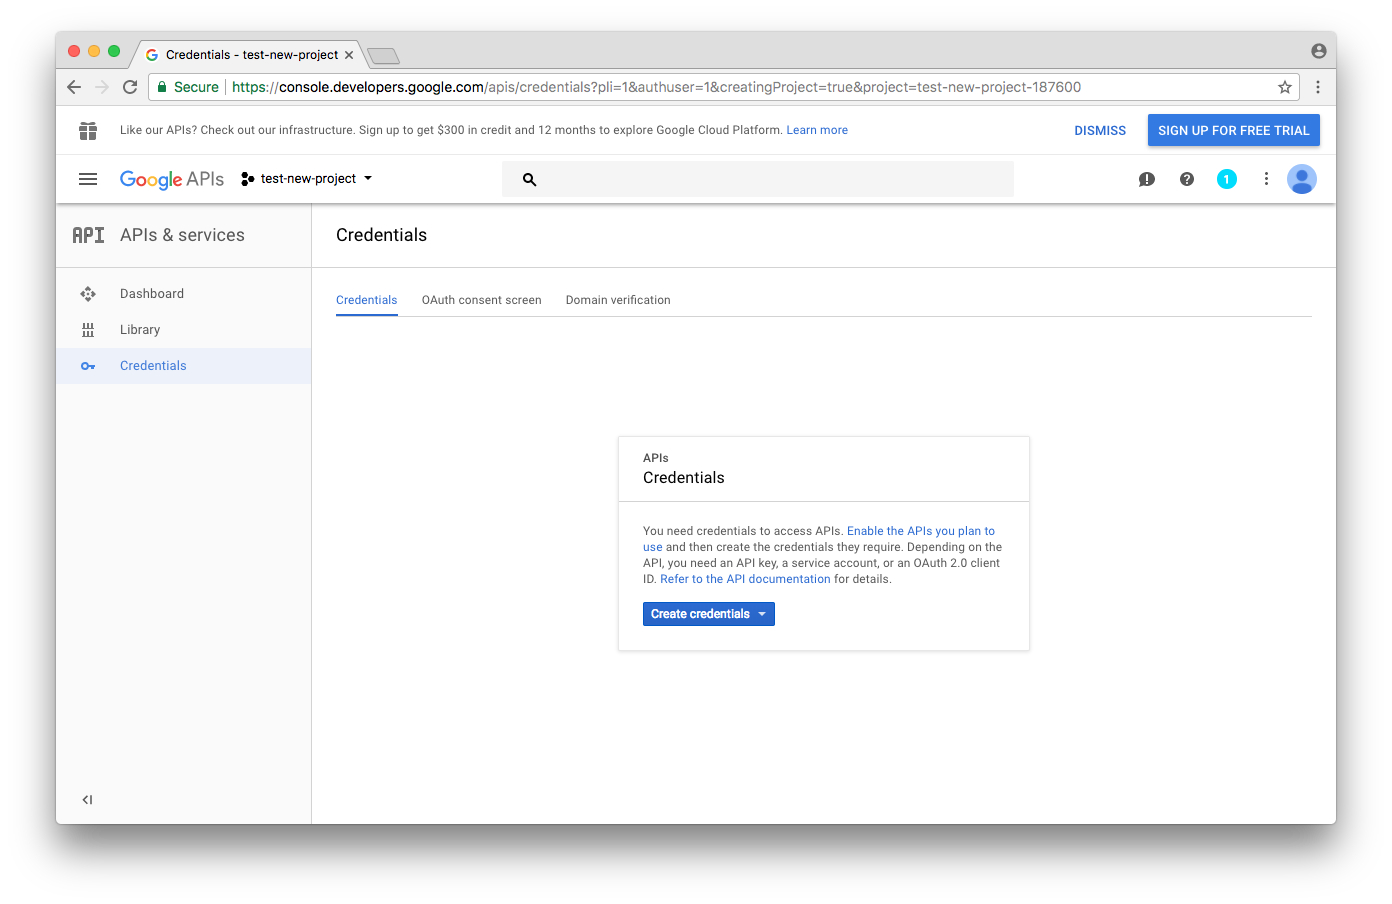 Credentials - test-new-project
Secure https://console.developers.google.com/apis/credentials?pli=1&authuser=1&creatingProject=true&project=test-new-project-187600
Like our APIs? Check out our infrastructure. Sign up to get $300 in credit and 12 months to explore Google Cloud Platform. Learn more
DISMISS
SIGN UP FOR FREE TRIAL
Google APIs
test-new-project
1
API APIs & services
Credentials
Dashboard
Library
Credentials
Credentials
OAuth consent screen
Domain verification
APIs
Credentials
You need credentials to access APIs. Enable the APIs you plan to
use and then create the credentials they require. Depending on the
API, you need an API key, a service account, or an OAuth 2.0 client
ID. Refer to the API documentation for details.
Create credentials